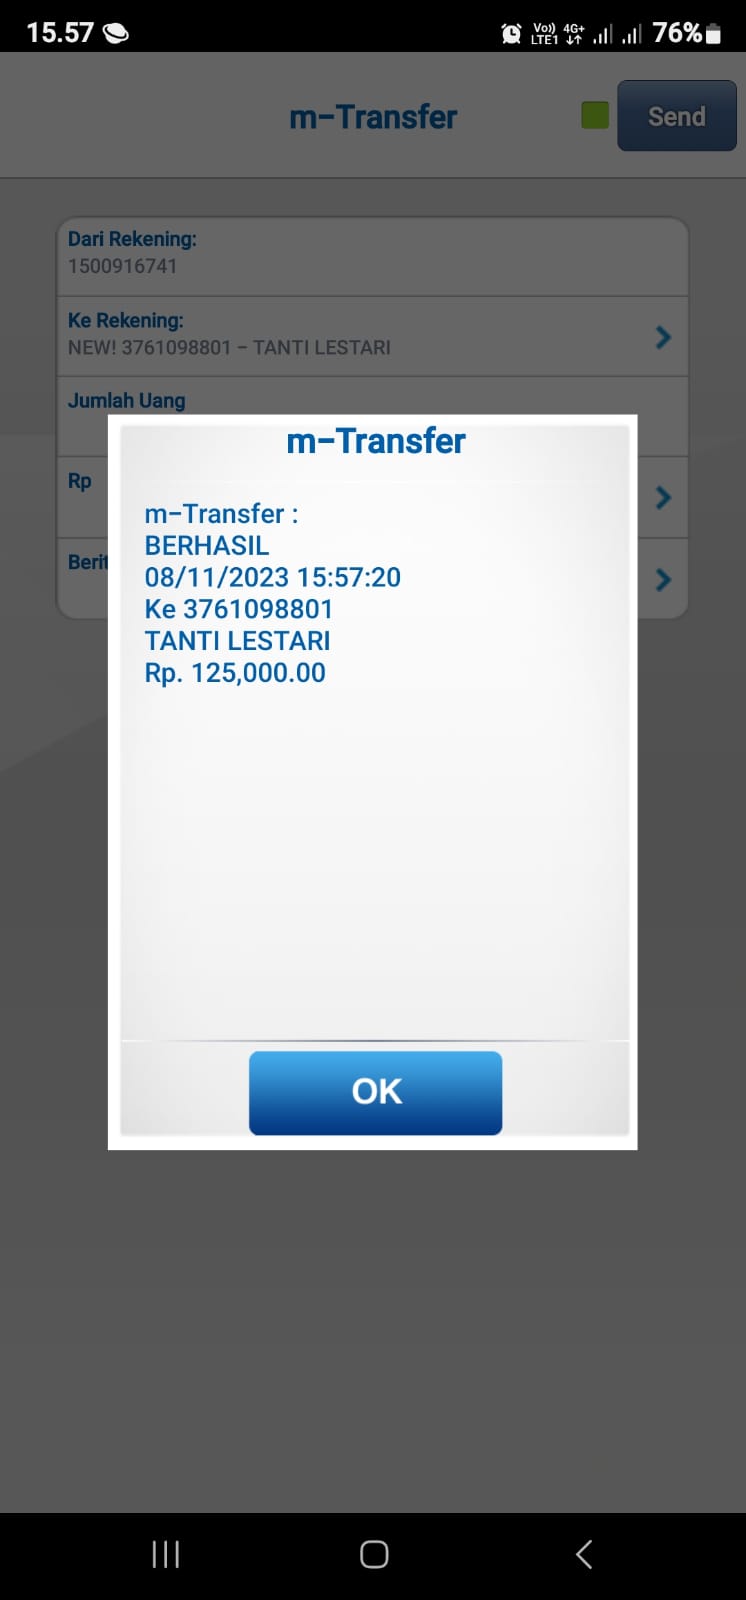 15.57
Vo))
LTE1
4G+
76%
m-Transfer
Send
Dari Rekening:
1500916741
Ke Rekening:
NEW! 3761098801 - TANTI LESTARI
Jumlah Uang
Rp
Berit
m-Transfer
m-Transfer :
BERHASIL
08/11/2023 15:57:20
Ke 3761098801
TANTI LESTARI
Rp. 125,000.00
OK